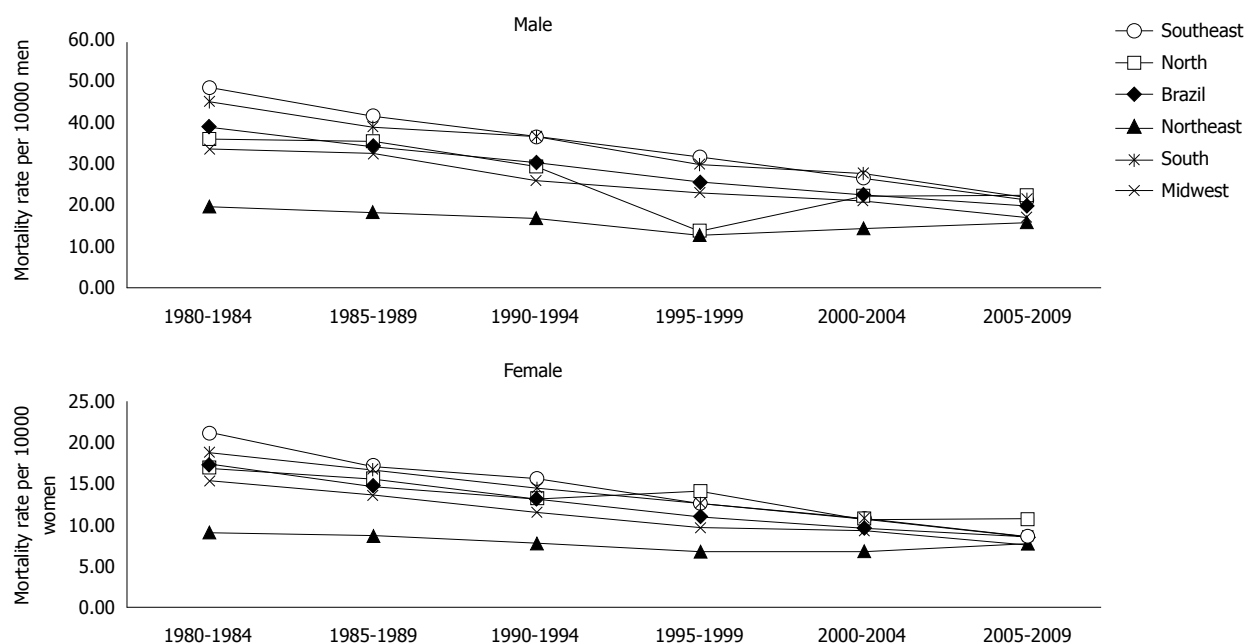 Male
Mortality rate per 10000 men
60.00
50.00
40.00
30.00
20.00
10.00
0.00
1980-1984 1985-1989 1990-1994 1995-1999 2000-2004 2005-2009
Southeast
North
Brazil
Northeast
South
Midwest
Female
Mortality rate per 10000
women
25.00
20.00
15.00
10.00
5.00
0.00
1980-1984 1985-1989 1990-1994 1995-1999 2000-2004 2005-2009